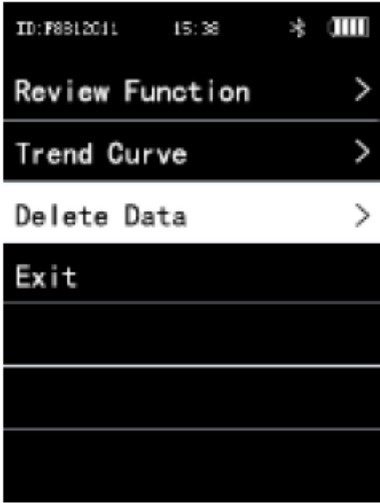 ID:F8812011 15:38
Review Function >
Trend Curve >
Delete Data >
Exit